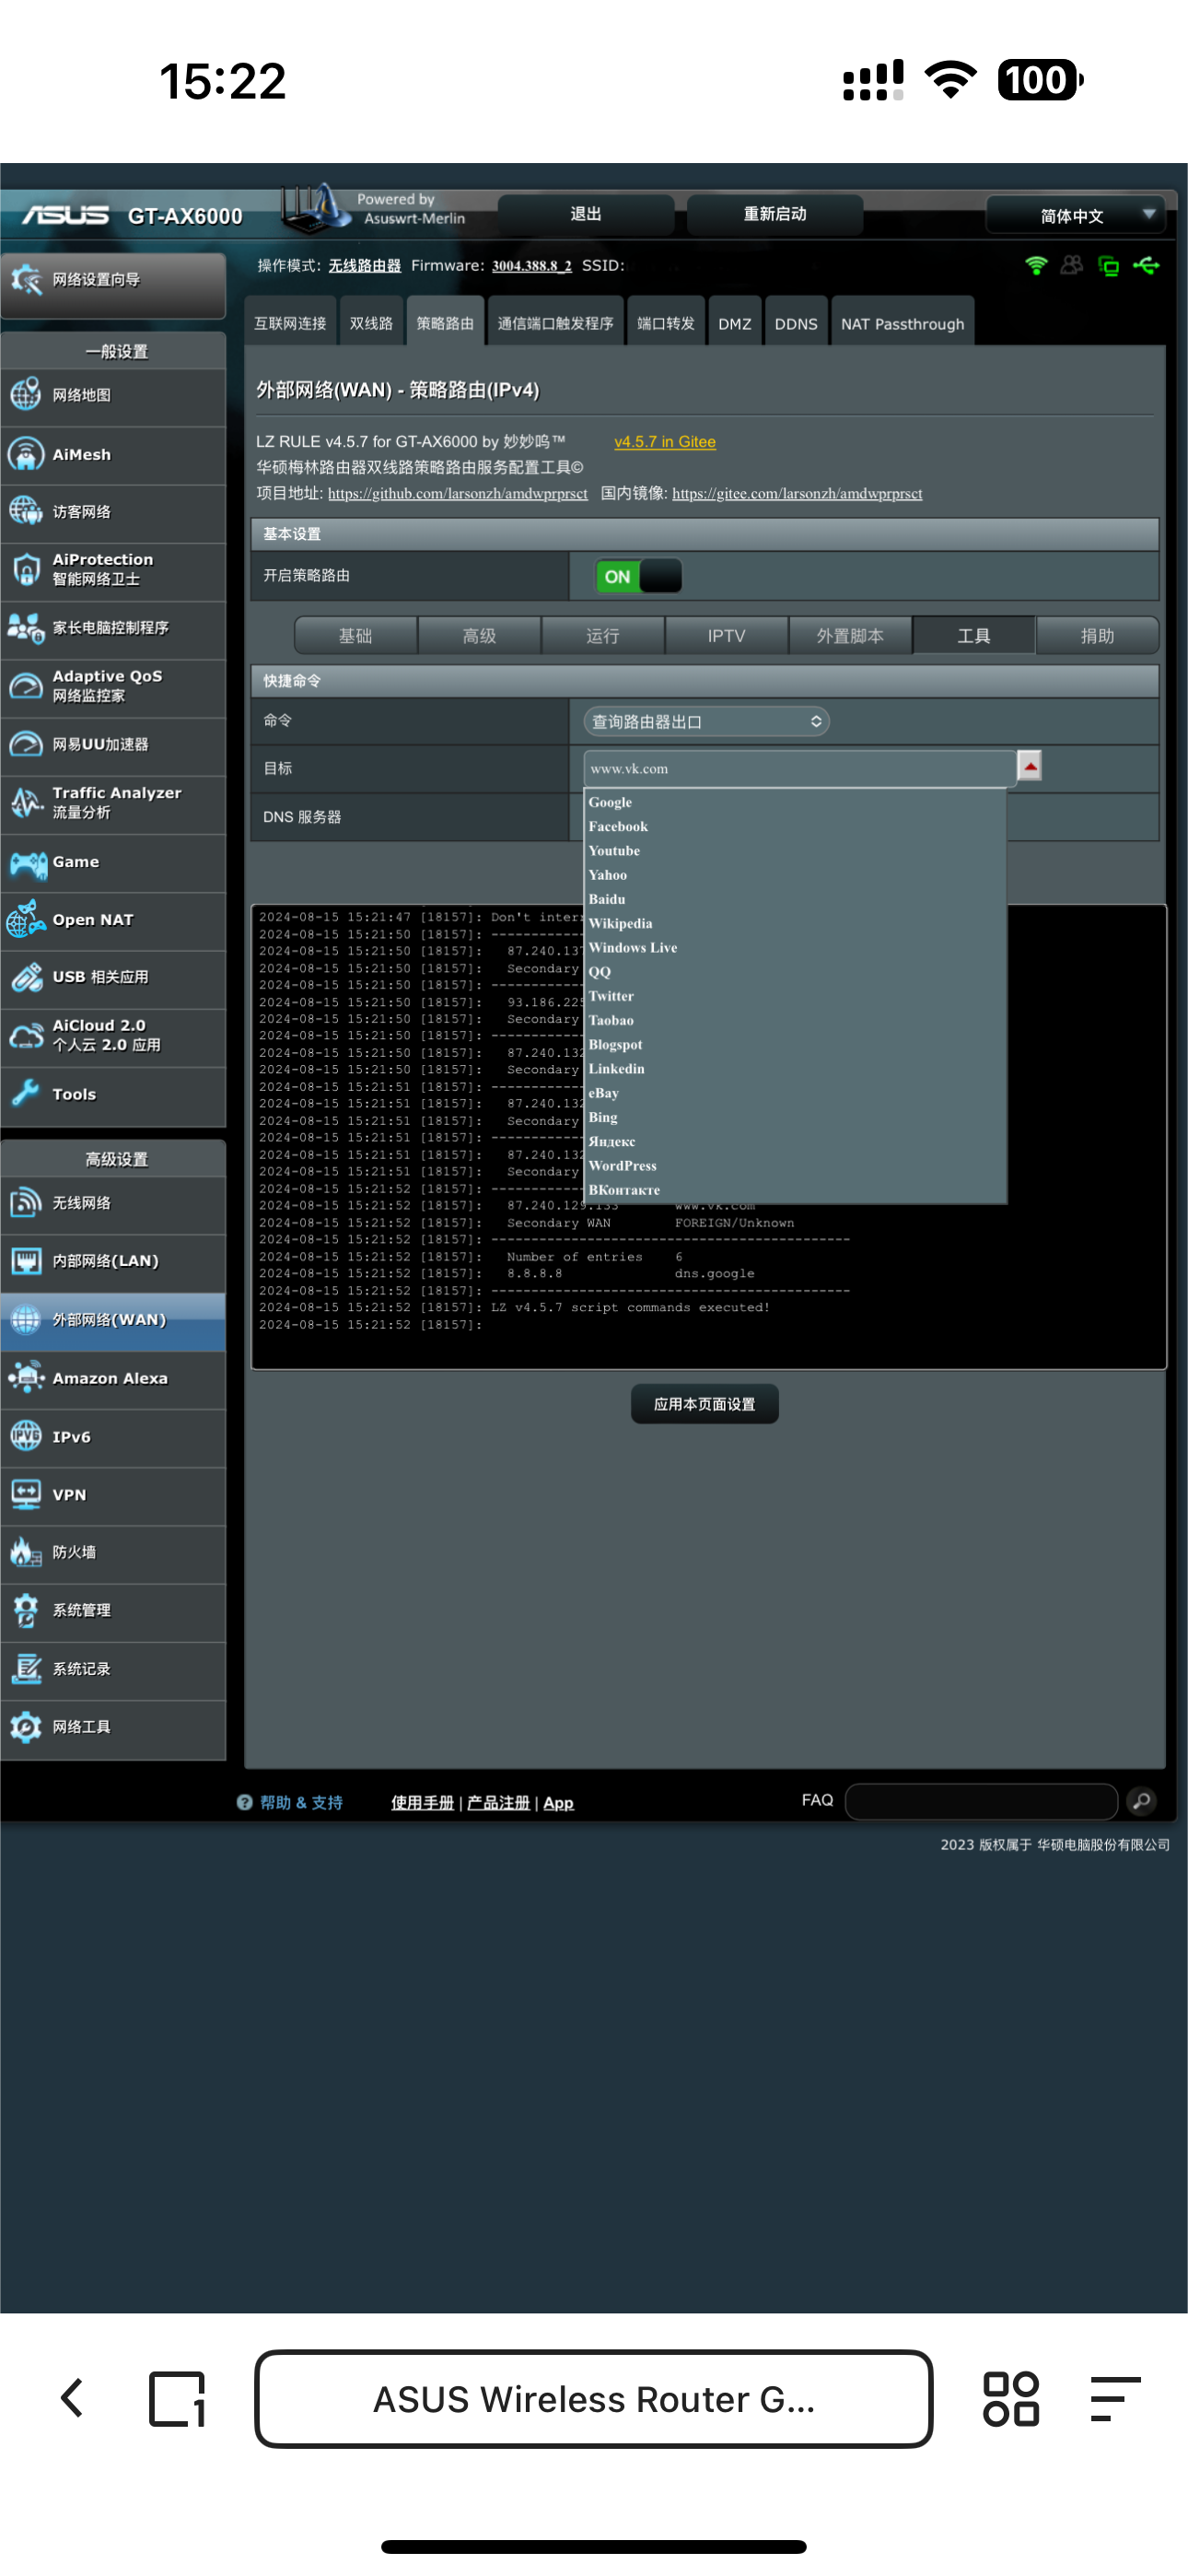 15:22
100
ASUS GT-AX6000
Powered by
Asuswrt-Merlin
退出
重新启动
简体中文
网络设置向导
操作模式: 无线路由器 Firmware: 3004.388.8_2 SSID:
互联网连接 双线路 策略路由 通信端口触发程序 端口转发 DMZ DDNS NAT Passthrough
一般设置
网络地图
AiMesh
访客网络
AiProtection
智能网络卫士
家长电脑控制程序
Adaptive QoS
网络监控家
网易UU加速器
Traffic Analyzer
流量分析
Game
Open NAT
USB 相关应用
AiCloud 2.0
个人云 2.0 应用
Tools
高级设置
无线网络
内部网络(LAN)
外部网络(WAN)
Amazon Alexa
IPv6
VPN
防火墙
系统管理
系统记录
网络工具
外部网络(WAN) - 策略路由(IPv4)
LZ RULE v4.5.7 for GT-AX6000 by 妙妙呜™ v4.5.7 in Gitee
华硕梅林路由器双线路策略路由服务配置工具©
项目地址: https://github.com/larsonzh/amdwprprsct 国内镜像: https://gitee.com/larsonzh/amdwprprsct
基本设置
开启策略路由 ON
基础 高级 运行 IPTV 外置脚本 工具 捐助
快捷命令
命令 查询路由器出口
目标 www.vk.com
DNS 服务器
Google
Facebook
Youtube
Yahoo
Baidu
Wikipedia
Windows Live
QQ
Twitter
Taobao
Blogspot
Linkedin
eBay
Bing
Яндекс
WordPress
ВКонтакте
2024-08-15 15:21:47 [18157]: Don't inter
2024-08-15 15:21:50 [18157]: ------------
2024-08-15 15:21:50 [18157]: 87.240.137
2024-08-15 15:21:50 [18157]: Secondary
2024-08-15 15:21:50 [18157]: ------------
2024-08-15 15:21:50 [18157]: 93.186.225
2024-08-15 15:21:50 [18157]: Secondary
2024-08-15 15:21:50 [18157]: ------------
2024-08-15 15:21:50 [18157]: 87.240.132
2024-08-15 15:21:50 [18157]: Secondary
2024-08-15 15:21:51 [18157]: ------------
2024-08-15 15:21:51 [18157]: 87.240.132
2024-08-15 15:21:51 [18157]: Secondary
2024-08-15 15:21:51 [18157]: ------------
2024-08-15 15:21:51 [18157]: 87.240.132
2024-08-15 15:21:51 [18157]: Secondary
2024-08-15 15:21:52 [18157]: ------------
2024-08-15 15:21:52 [18157]: 87.240.129.133 www.vk.com
2024-08-15 15:21:52 [18157]: Secondary WAN FOREIGN/Unknown
2024-08-15 15:21:52 [18157]: ---------------------------------------------
2024-08-15 15:21:52 [18157]: Number of entries 6
2024-08-15 15:21:52 [18157]: 8.8.8.8 dns.google
2024-08-15 15:21:52 [18157]: ---------------------------------------------
2024-08-15 15:21:52 [18157]: LZ v4.5.7 script commands executed!
2024-08-15 15:21:52 [18157]:
应用本页面设置
帮助 & 支持 使用手册 | 产品注册 | App FAQ
2023 版权属于 华硕电脑股份有限公司
1
ASUS Wireless Router G...